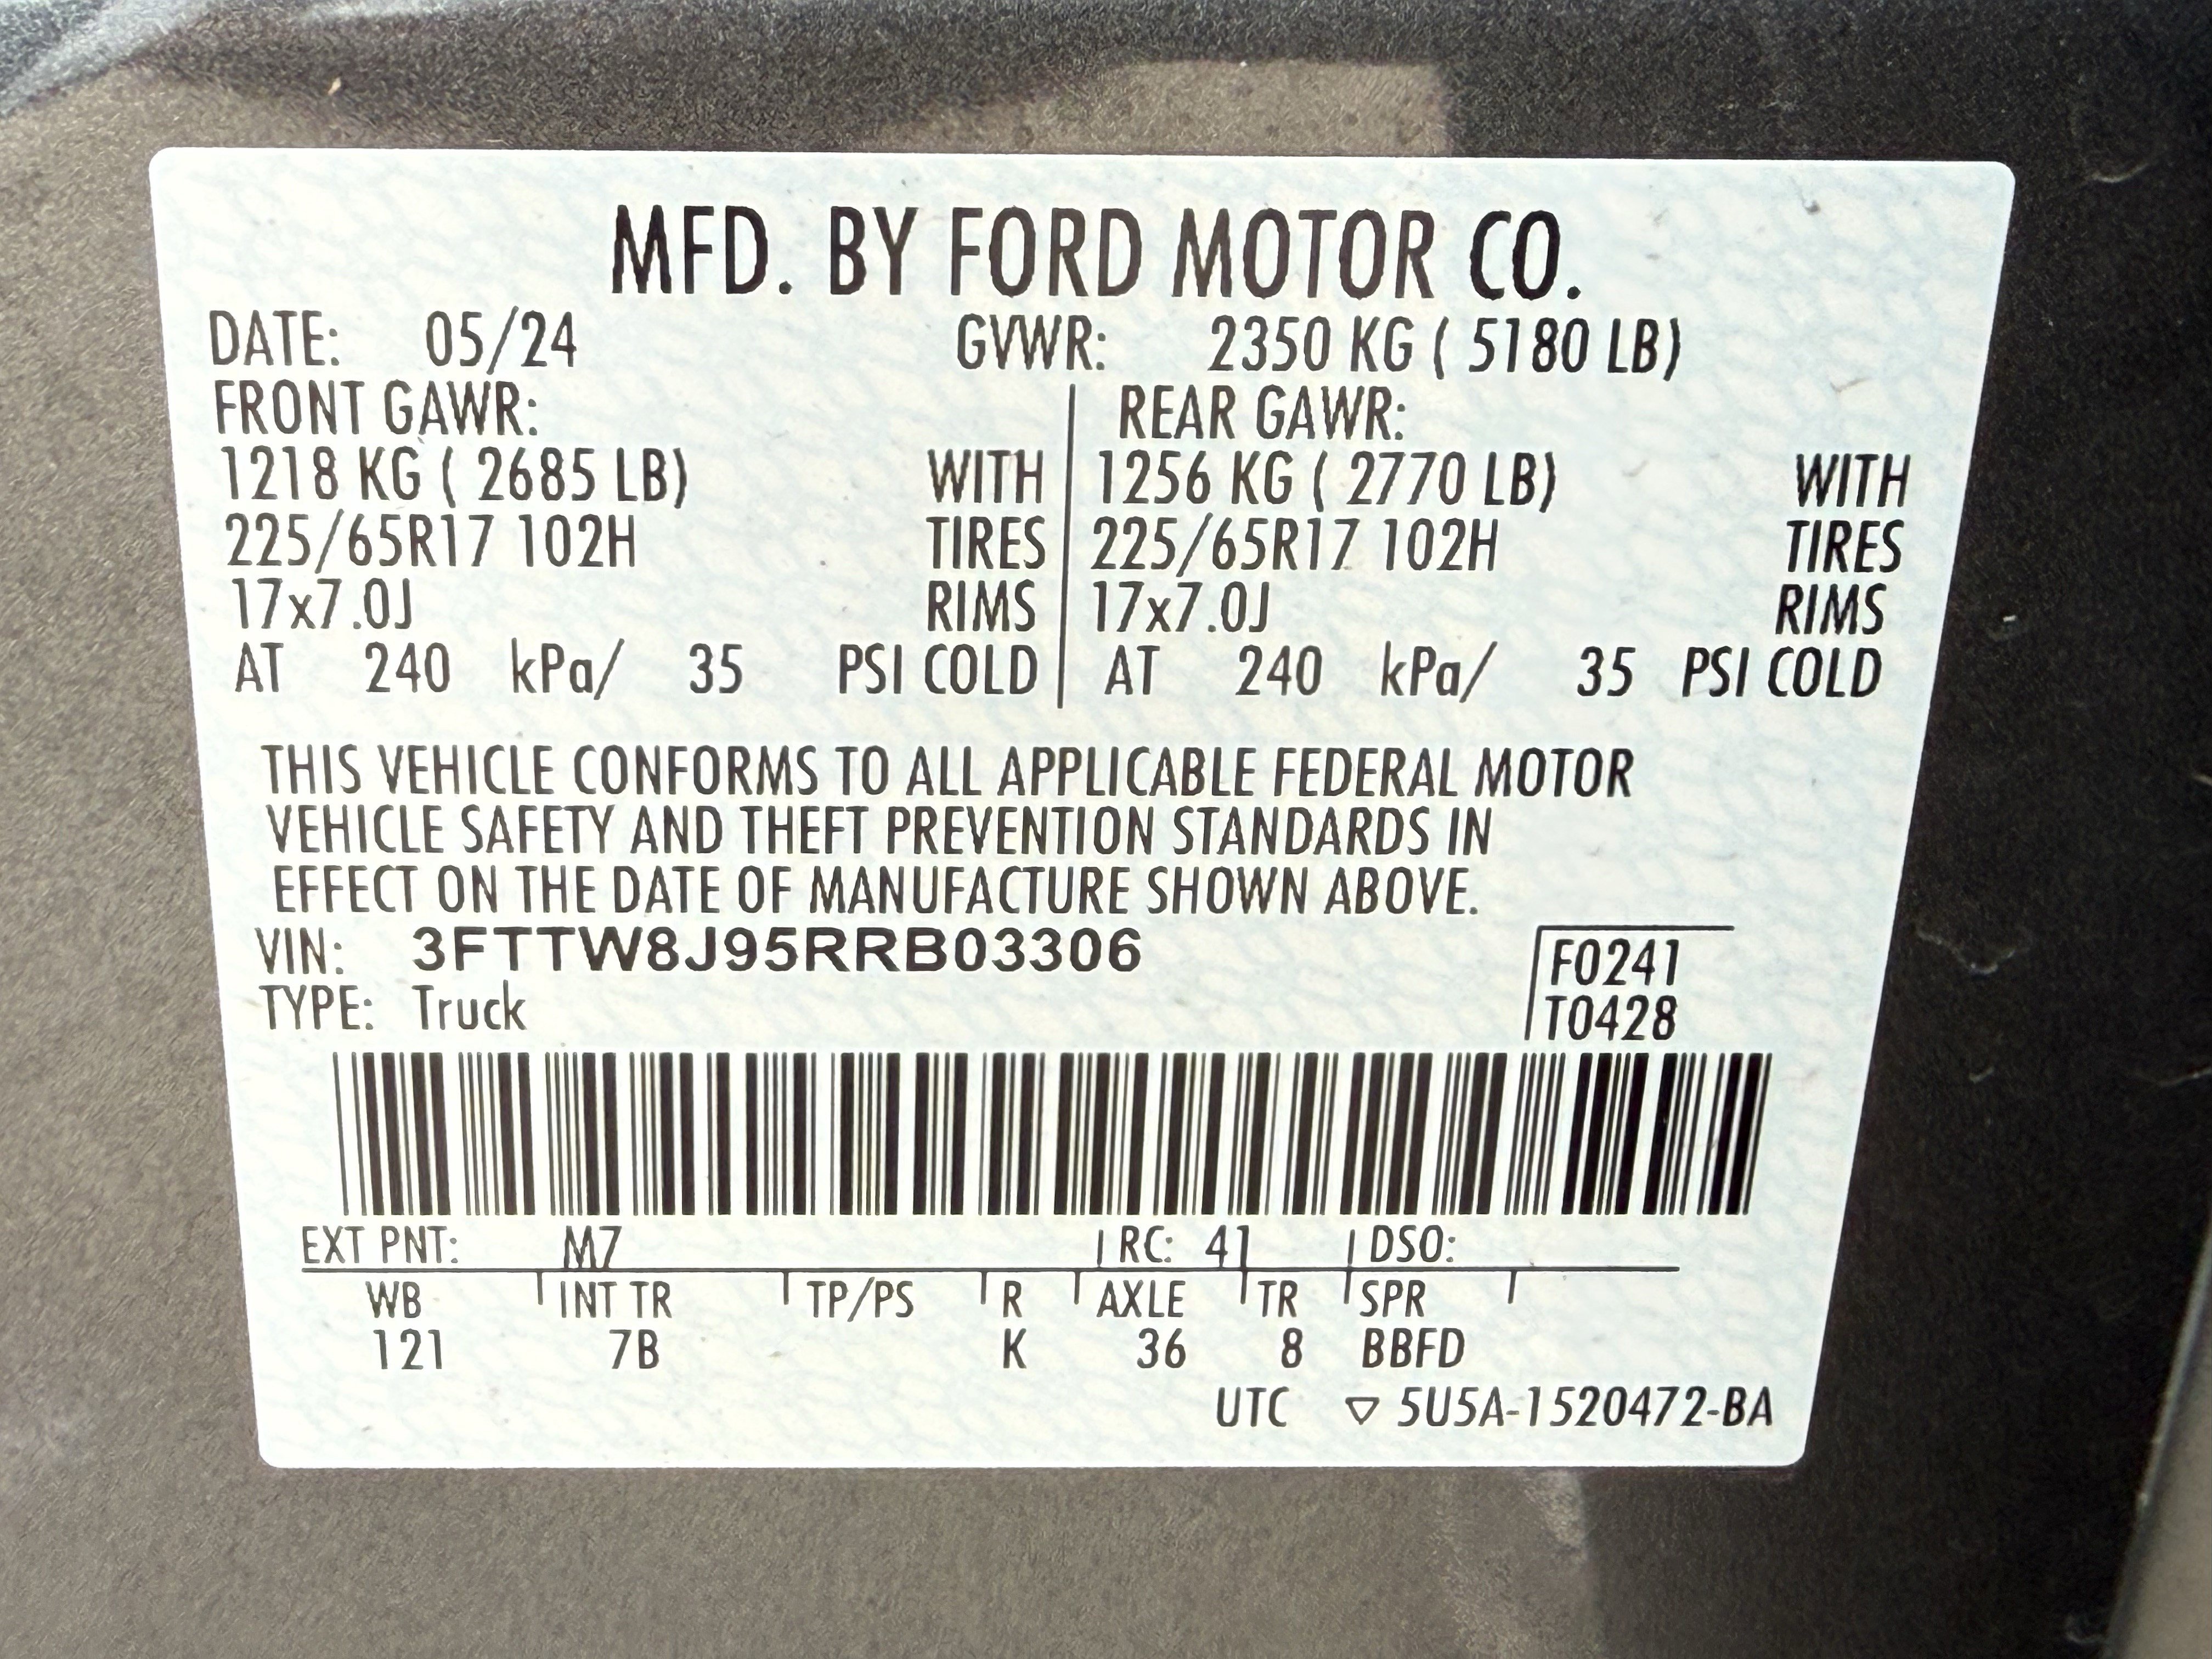 MFD. BY FORD MOTOR CO.
DATE: 05/24 GVWR: 2350 KG ( 5180 LB)
FRONT GAWR: REAR GAWR:
1218 KG ( 2685 LB) WITH 1256 KG ( 2770 LB) WITH
225/65R17 102H TIRES 225/65R17 102H TIRES
17x7.0J RIMS 17x7.0J RIMS
AT 240 kPa/ 35 PSI COLD AT 240 kPa/ 35 PSI COLD
THIS VEHICLE CONFORMS TO ALL APPLICABLE FEDERAL MOTOR
VEHICLE SAFETY AND THEFT PREVENTION STANDARDS IN
EFFECT ON THE DATE OF MANUFACTURE SHOWN ABOVE.
VIN: 3FTTW8J95RRB03306 F0241
TYPE: Truck T0428
EXT PNT: M7 RC: 41 DSO:
WB INT TR TP/PS R AXLE TR SPR
121 7B K 36 8 BBFD
UTC ▽ 5U5A-1520472-BA